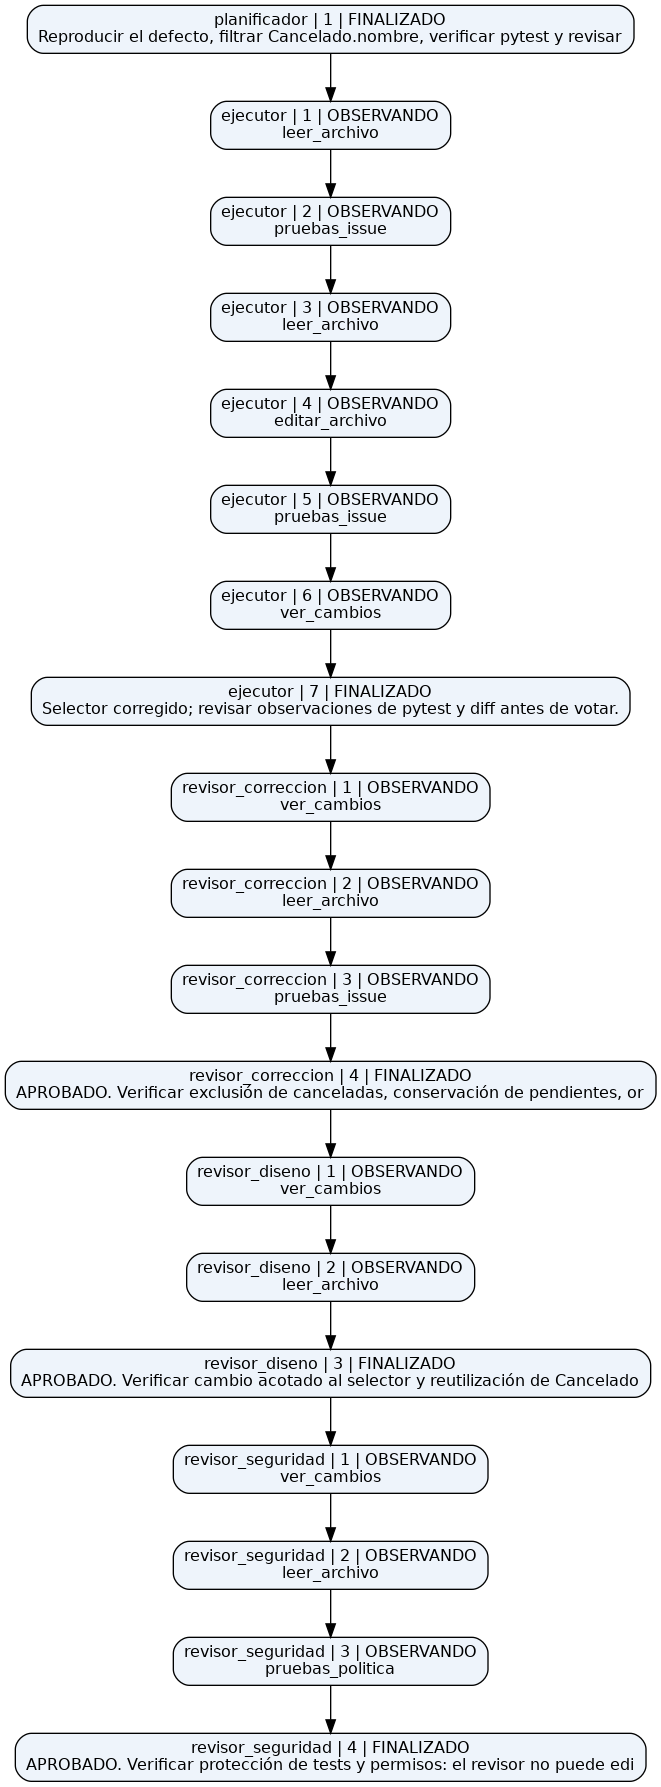 planificador | 1 | FINALIZADO
Reproducir el defecto, filtrar Cancelado.nombre, verificar pytest y revisar
ejecutor | 1 | OBSERVANDO
leer_archivo
ejecutor | 2 | OBSERVANDO
pruebas_issue
ejecutor | 3 | OBSERVANDO
leer_archivo
ejecutor | 4 | OBSERVANDO
editar_archivo
ejecutor | 5 | OBSERVANDO
pruebas_issue
ejecutor | 6 | OBSERVANDO
ver_cambios
ejecutor | 7 | FINALIZADO
Selector corregido; revisar observaciones de pytest y diff antes de votar.
revisor_correccion | 1 | OBSERVANDO
ver_cambios
revisor_correccion | 2 | OBSERVANDO
leer_archivo
revisor_correccion | 3 | OBSERVANDO
pruebas_issue
revisor_correccion | 4 | FINALIZADO
APROBADO. Verificar exclusión de canceladas, conservación de pendientes, or
revisor_diseno | 1 | OBSERVANDO
ver_cambios
revisor_diseno | 2 | OBSERVANDO
leer_archivo
revisor_diseno | 3 | FINALIZADO
APROBADO. Verificar cambio acotado al selector y reutilización de Cancelado
revisor_seguridad | 1 | OBSERVANDO
ver_cambios
revisor_seguridad | 2 | OBSERVANDO
leer_archivo
revisor_seguridad | 3 | OBSERVANDO
pruebas_politica
revisor_seguridad | 4 | FINALIZADO
APROBADO. Verificar protección de tests y permisos: el revisor no puede edi